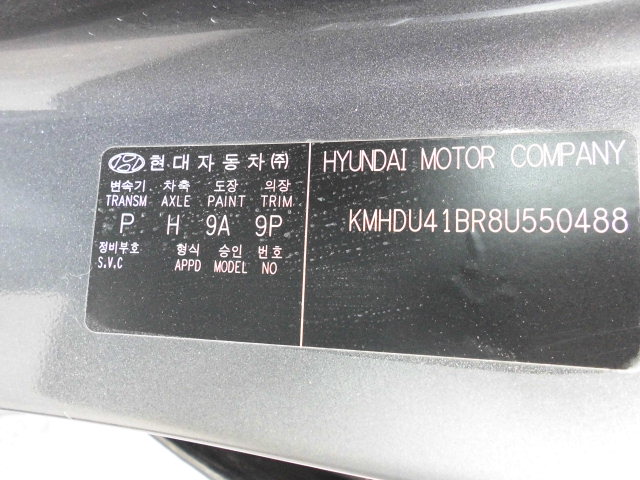 현대자동차㈜
변속기 차축 도장 의장
TRANSM AXLE PAINT TRIM
P H 9A 9P
정비부호 형식 승인 번호
S.V.C APPD MODEL NO
HYUNDAI MOTOR COMPANY
KMHDU41BR8U550488